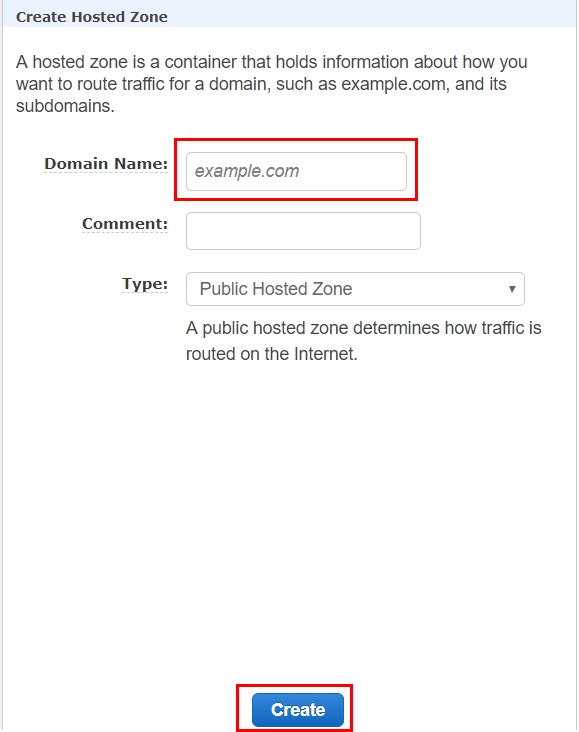 Create Hosted Zone
A hosted zone is a container that holds information about how you
want to route traffic for a domain, such as example.com, and its
subdomains.
Domain Name: example.com
Comment:
Type: Public Hosted Zone
A public hosted zone determines how traffic is
routed on the Internet.
Create